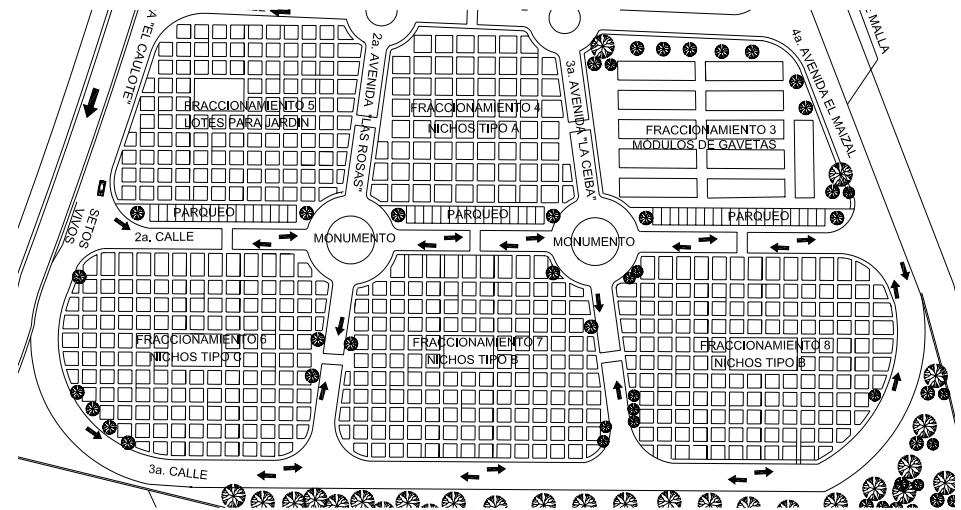 A "EL CAULOTE"
2a. AVENIDA "LAS ROSAS"
3a. AVENIDA "LA CEIBA"
4a. AVENIDA EL MAIZAL
MALLA
FRACCIONAMIENTO 5
LOTES PARA JARDIN
FRACCIONAMIENTO 4
NICHOS TIPO A
FRACCIONAMIENTO 3
MÓDULOS DE GAVETAS
SETOS
VIVOS
PARQUEO
PARQUEO
PARQUEO
2a. CALLE
MONUMENTO
MONUMENTO
FRACCIONAMIENTO 6
NICHOS TIPO C
FRACCIONAMIENTO 7
NICHOS TIPO B
FRACCIONAMIENTO 8
NICHOS TIPO B
3a. CALLE